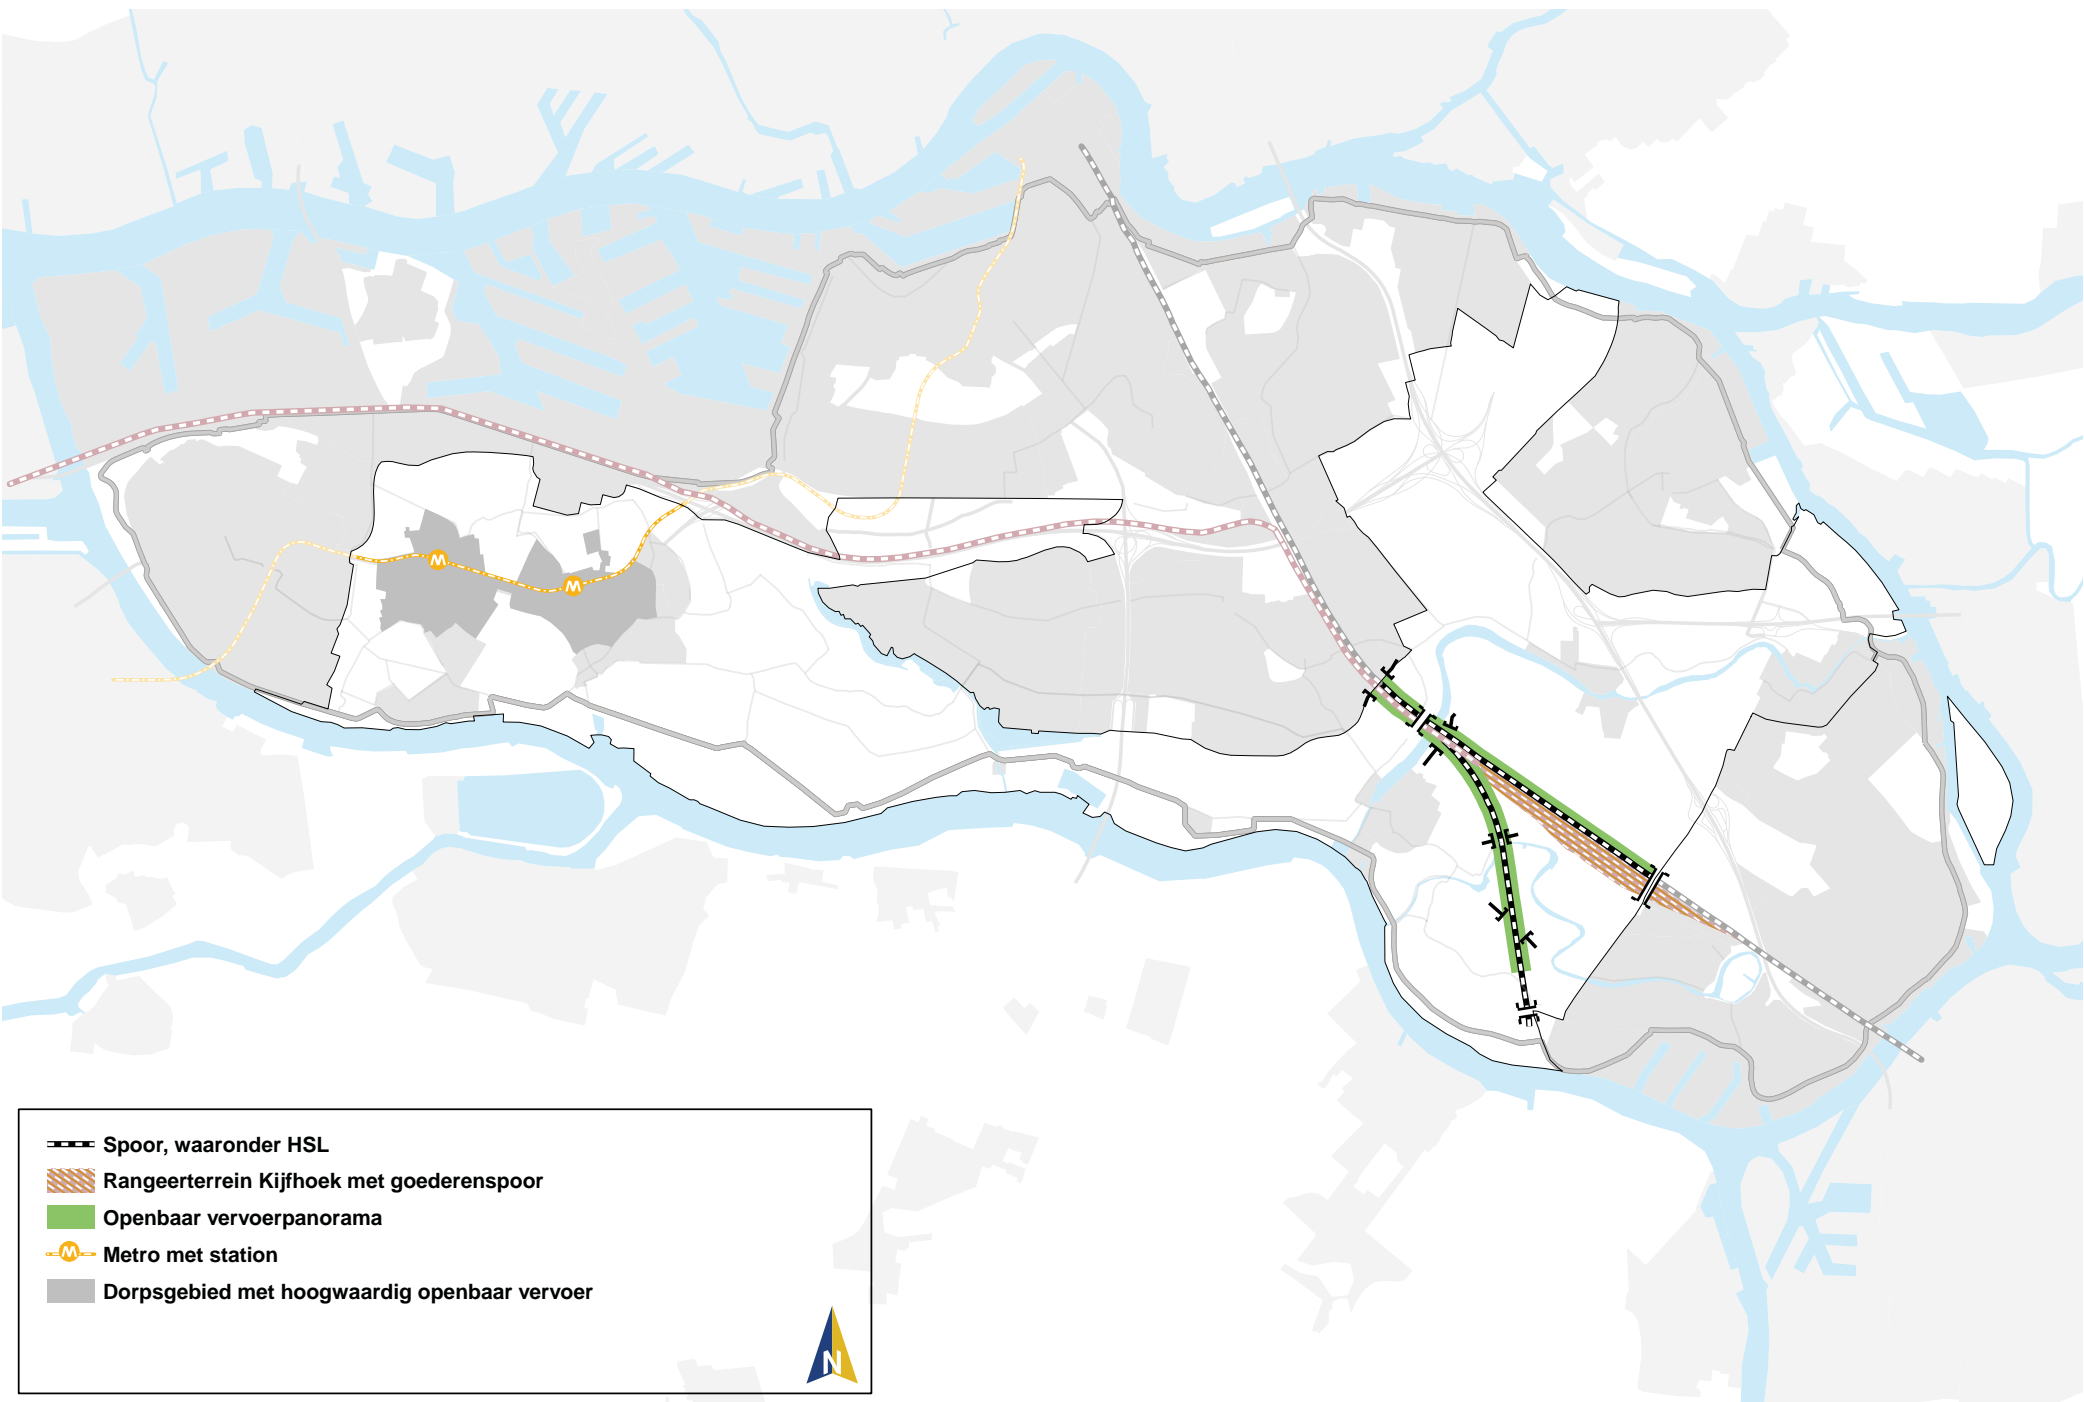 M
M
Spoor, waaronder HSL
Rangeerterrein Kijfhoek met goederenspoor
Openbaar vervoerpanorama
M Metro met station
Dorpsgebied met hoogwaardig openbaar vervoer
N